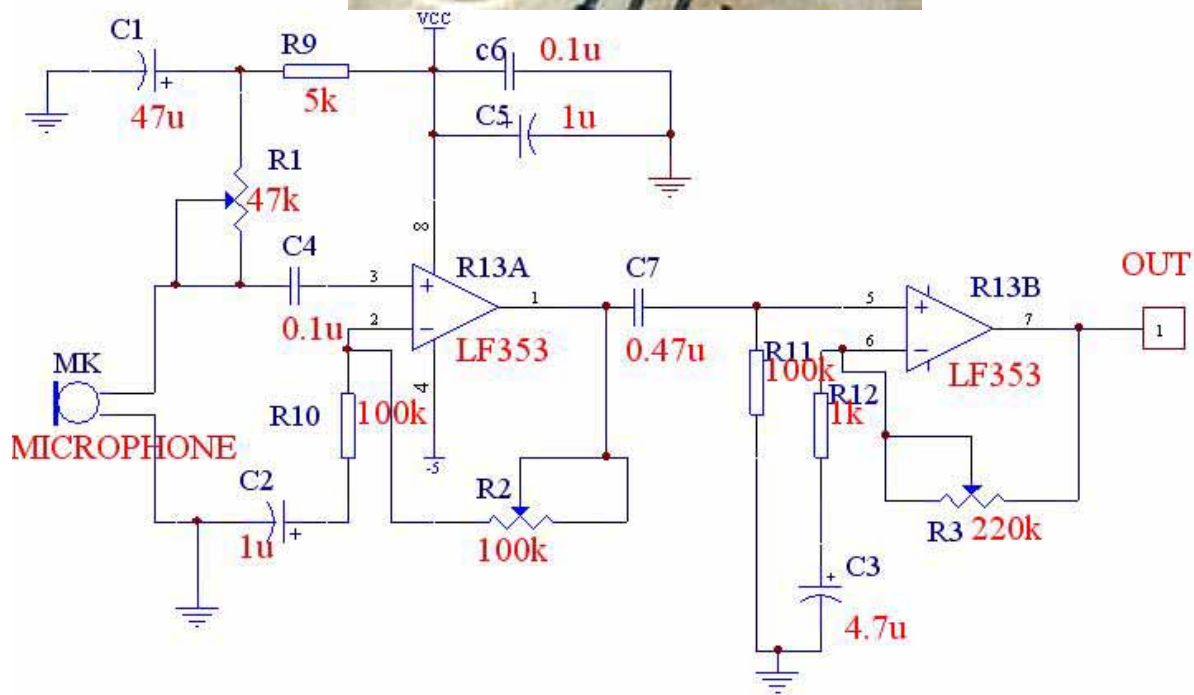 VCC
C1
R9
c6
0.1u
47u
5k
C5
+
1u
+
R1
47k
8
C4
3
+
R13A
1
C7
5
+
R13B
7
OUT
1
0.1u
2
−
LF353
0.47u
6
−
LF353
MK
R11
100k
R12
1k
4
R10
100k
MICROPHONE
-5
C2
R2
+
1u
100k
R3
220k
+
C3
4.7u